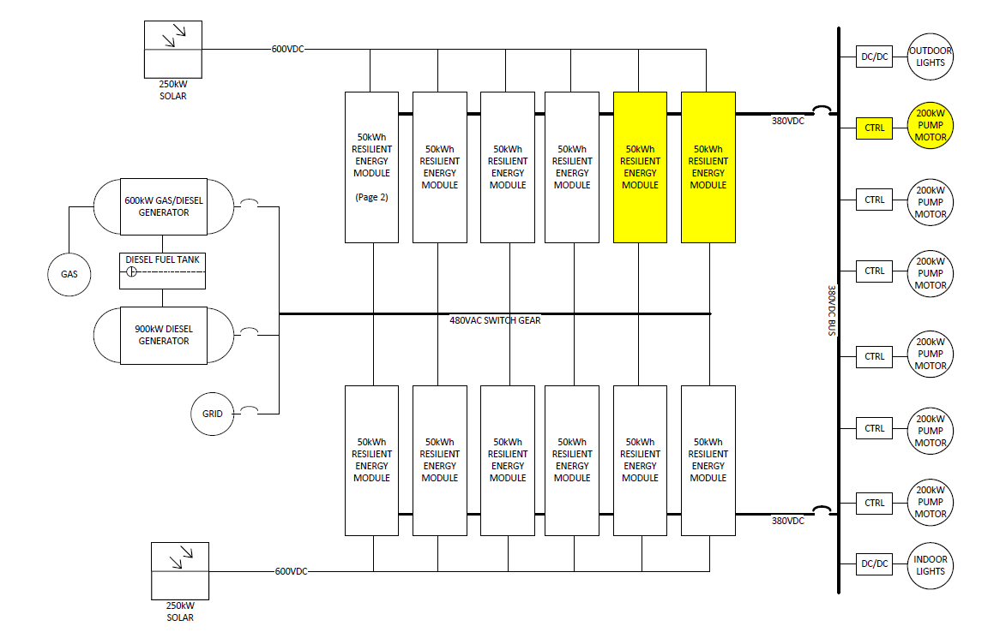 250kW
SOLAR
600VDC
50kWh
RESILIENT
ENERGY
MODULE
(Page 2)
50kWh
RESILIENT
ENERGY
MODULE
50kWh
RESILIENT
ENERGY
MODULE
50kWh
RESILIENT
ENERGY
MODULE
50kWh
RESILIENT
ENERGY
MODULE
50kWh
RESILIENT
ENERGY
MODULE
380VDC
600kW GAS/DIESEL
GENERATOR
GAS
DIESEL FUEL TANK
900kW DIESEL
GENERATOR
GRID
480VAC SWITCH GEAR
50kWh
RESILIENT
ENERGY
MODULE
50kWh
RESILIENT
ENERGY
MODULE
50kWh
RESILIENT
ENERGY
MODULE
50kWh
RESILIENT
ENERGY
MODULE
50kWh
RESILIENT
ENERGY
MODULE
50kWh
RESILIENT
ENERGY
MODULE
380VDC
600VDC
250kW
SOLAR
380VDC BUS
DC/DC
OUTDOOR
LIGHTS
CTRL
200kW
PUMP
MOTOR
CTRL
200kW
PUMP
MOTOR
CTRL
200kW
PUMP
MOTOR
CTRL
200kW
PUMP
MOTOR
CTRL
200kW
PUMP
MOTOR
CTRL
200kW
PUMP
MOTOR
DC/DC
INDOOR
LIGHTS